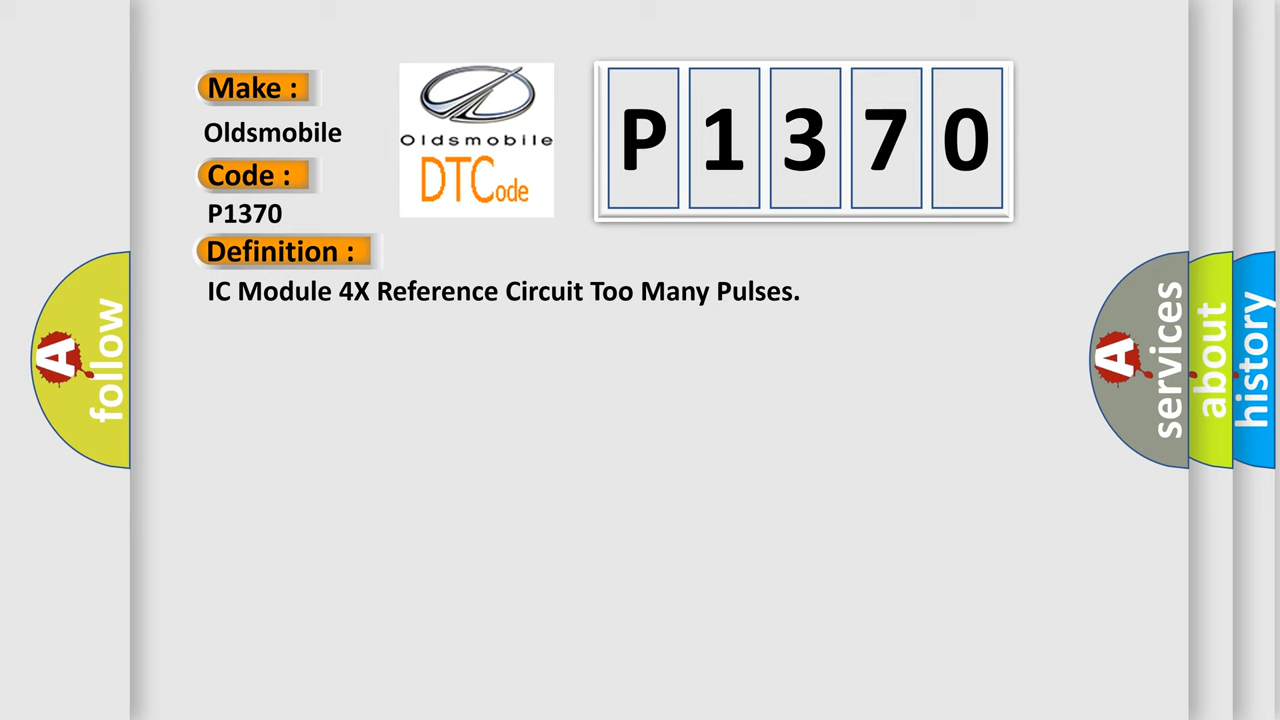 Make :
Oldsmobile
Code :
P1370
Definition :
IC Module 4X Reference Circuit Too Many Pulses.
Oldsmobile
DTCode
P 1 3 7 0
A follow
A services
about
history